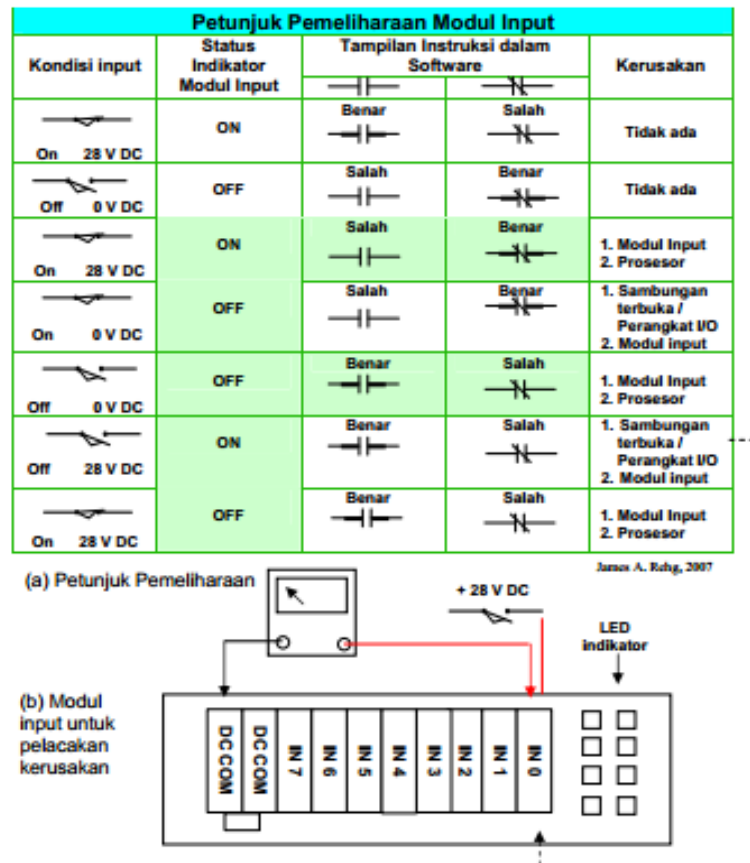 Petunjuk Pemeliharaan Modul Input
Kondisi input
Status
Indikator
Modul Input
Tampilan Instruksi dalam
Software
Kerusakan
On 28 V DC
ON
Benar
Salah
Tidak ada
Off 0 V DC
OFF
Salah
Benar
Tidak ada
On 28 V DC
ON
Salah
Benar
1. Modul Input
2. Prosesor
On 0 V DC
OFF
Salah
Benar
1. Sambungan
terbuka /
Perangkat I/O
2. Modul input
Off 0 V DC
OFF
Benar
Salah
1. Modul Input
2. Prosesor
Off 28 V DC
ON
Benar
Salah
1. Sambungan
terbuka /
Perangkat I/O
2. Modul input
On 28 V DC
OFF
Benar
Salah
1. Modul Input
2. Prosesor
James A. Rehg, 2007
(a) Petunjuk Pemeliharaan
+ 28 V DC
LED
indikator
(b) Modul
input untuk
pelacakan
kerusakan
DC COM
DC COM
IN 7
IN 6
IN 5
IN 4
IN 3
IN 2
IN 1
IN 0